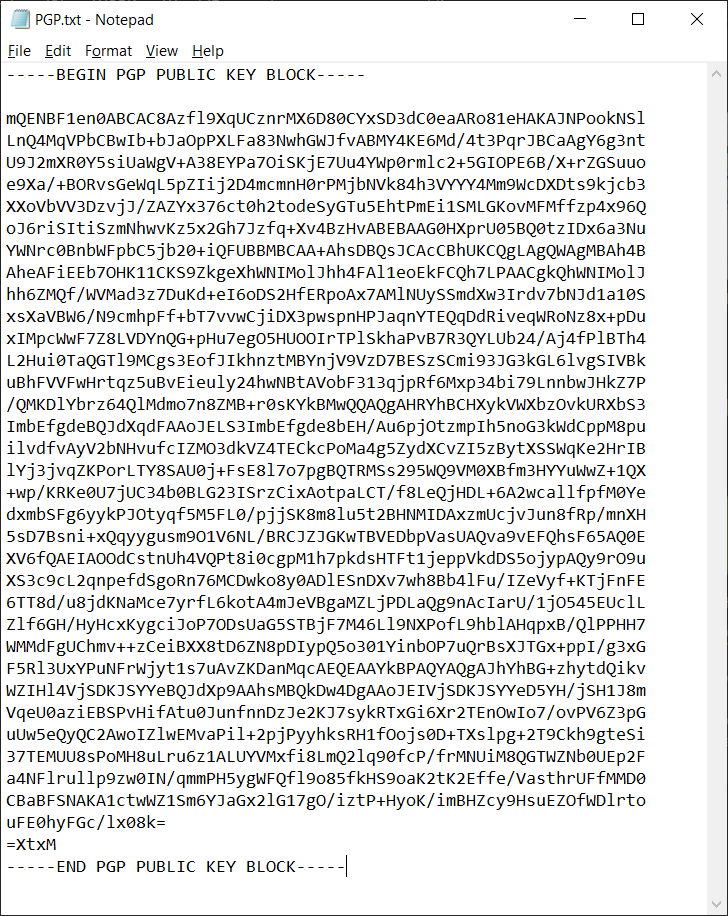 PGP.txt - Notepad
File Edit Format View Help
-----BEGIN PGP PUBLIC KEY BLOCK-----
mQENBF1en0ABCAC8Azfl9XqUCznrMX6D80CYxSD3dC0eaARo81eHAKAJNPookNSl
LnQ4MqVPbCBwIb+bJaOpPXLFa83NwhGWJfvABMY4KE6Md/4t3PqrJBCaAgY6g3nt
U9J2mXR0Y5siUaWgV+A38EYPa7OiSKjE7Uu4YWp0rmlc2+5GIOPE6B/X+rZGSuuo
e9Xa/+BORvsGeWqL5pZIij2D4mcmnH0rPMjbNVk84h3VYYY4Mm9WcDXDts9kjcb3
XXoVbVV3DzvjJ/ZAZYx376ct0h2todeSyGTu5EhtPmEi1SMLGKovMFMffzp4x96Q
oJ6riSItiSzmNhwvKz5x2Gh7Jzfq+Xv4BzHvABEBAAG0HXprU05BQ0tzIDx6a3Nu
YWNrc0BnbWFpbC5jb20+iQFUBBMBCAA+AhsDBQsJCAcCBhUKCQgLAgQWAgMBAh4B
AheAFiEEb7OHK11CKS9ZkgeXhWNIMolJhh4FAl1eoEkFCQh7LPAACgkQhWNIMolJ
hh6ZMQf/WVMad3z7DuKd+eI6oDS2HfERpoAx7AMlNUySSmdXw3Irdv7bNJd1a10S
xsXaVBW6/N9cmhpFf+bT7vvwCjiDX3pwspnHPJaqnYTEQqDdRiveqWRoNz8x+pDu
xIMpcWwF7Z8LVDYnQG+pHu7egO5HUOOIrTPlSkhaPvB7R3QYLUb24/Aj4fPlBTh4
L2Hui0TaQGTl9MCgs3EofJIkhnztMBYnjV9VzD7BESzSCmi93JG3kGL6lvgSIVBk
uBhFVVFwHrtqz5uBvEieuly24hwNBtAVobF313qjpRf6Mxp34bi79LnnbwJHkZ7P
/QMKDlYbrz64QlMdmo7n8ZMB+r0sKYkBMwQQAQgAHRYhBCHXykVWXbzOvkURXbS3
ImbEfgdeBQJdXqdFAAoJELS3ImbEfgde8bEH/Au6pjOtzmpIh5noG3kWdCppM8pu
ilvdfvAyV2bNHvufcIZMO3dkVZ4TECkcPoMa4g5ZydXCvZI5zBytXSSWqKe2HrIB
lYj3jvqZKPorLTY8SAU0j+FsE8l7o7pgBQTRMSs295WQ9VM0XBfm3HYYuWwZ+1QX
+wp/KRKe0U7jUC34b0BLG23ISrzCixAotpaLCT/f8LeQjHDL+6A2wcallfpfM0Ye
dxmbSFg6yykPJOtyqf5M5FL0/pjjSK8m8lu5t2BHNMIDAxzmUcjvJun8fRp/mnXH
5sD7Bsni+xQqyygusm9O1V6NL/BRCJZJGKwTBVEDbpVasUAQva9vEFQhsF65AQ0E
XV6fQAEIAOOdCstnUh4VQPt8i0cgpM1h7pkdsHTFt1jeppVkdDS5ojypAQy9rO9u
XS3c9cL2qnpefdSgoRn76MCDwko8y0ADlESnDXv7wh8Bb4lFu/IZeVyf+KTjFnFE
6TT8d/u8jdKNaMce7yrfL6kotA4mJeVBgaMZLjPDLaQg9nAcIarU/1jO545EUclL
Zlf6GH/HyHcxKygciJoP7ODsUaG5STBjF7M46Ll9NXPofL9hblAHqpxB/QlPPHH7
WMMdFgUChmv++zCeiBXX8tD6ZN8pDIypQ5o301YinbOP7uQrBsXJTGx+ppI/g3xG
F5Rl3UxYPuNFrWjyt1s7uAvZKDanMqcAEQEAAYkBPAQYAQgAJhYhBG+zhytdQikv
WZIHl4VjSDKJSYYeBQJdXp9AAhsMBQkDw4DgAAoJEIVjSDKJSYYeD5YH/jSH1J8m
VqeU0aziEBSPvHifAtu0JunfnnDzJe2KJ7sykRTxGi6Xr2TEnOwIo7/ovPV6Z3pG
uUw5eQyQC2AwoIZlwEMvaPil+2pjPyyhksRH1fOojs0D+TXslpg+2T9Ckh9gteSi
37TEMUU8sPoMH8uLru6z1ALUYVMxfi8LmQ2lq90fcP/frMNUiM8QGTWZNb0UEp2F
a4NFlrullp9zw0IN/qmmPH5ygWFQfl9o85fkHS9oaK2tK2Effe/VasthrUFfMMD0
CBaBFSNAKA1ctwWZ1Sm6YJaGx2lG17gO/iztP+HyoK/imBHZcy9HsuEZOfWDlrto
uFE0hyFGc/lx08k=
=XtxM
-----END PGP PUBLIC KEY BLOCK-----